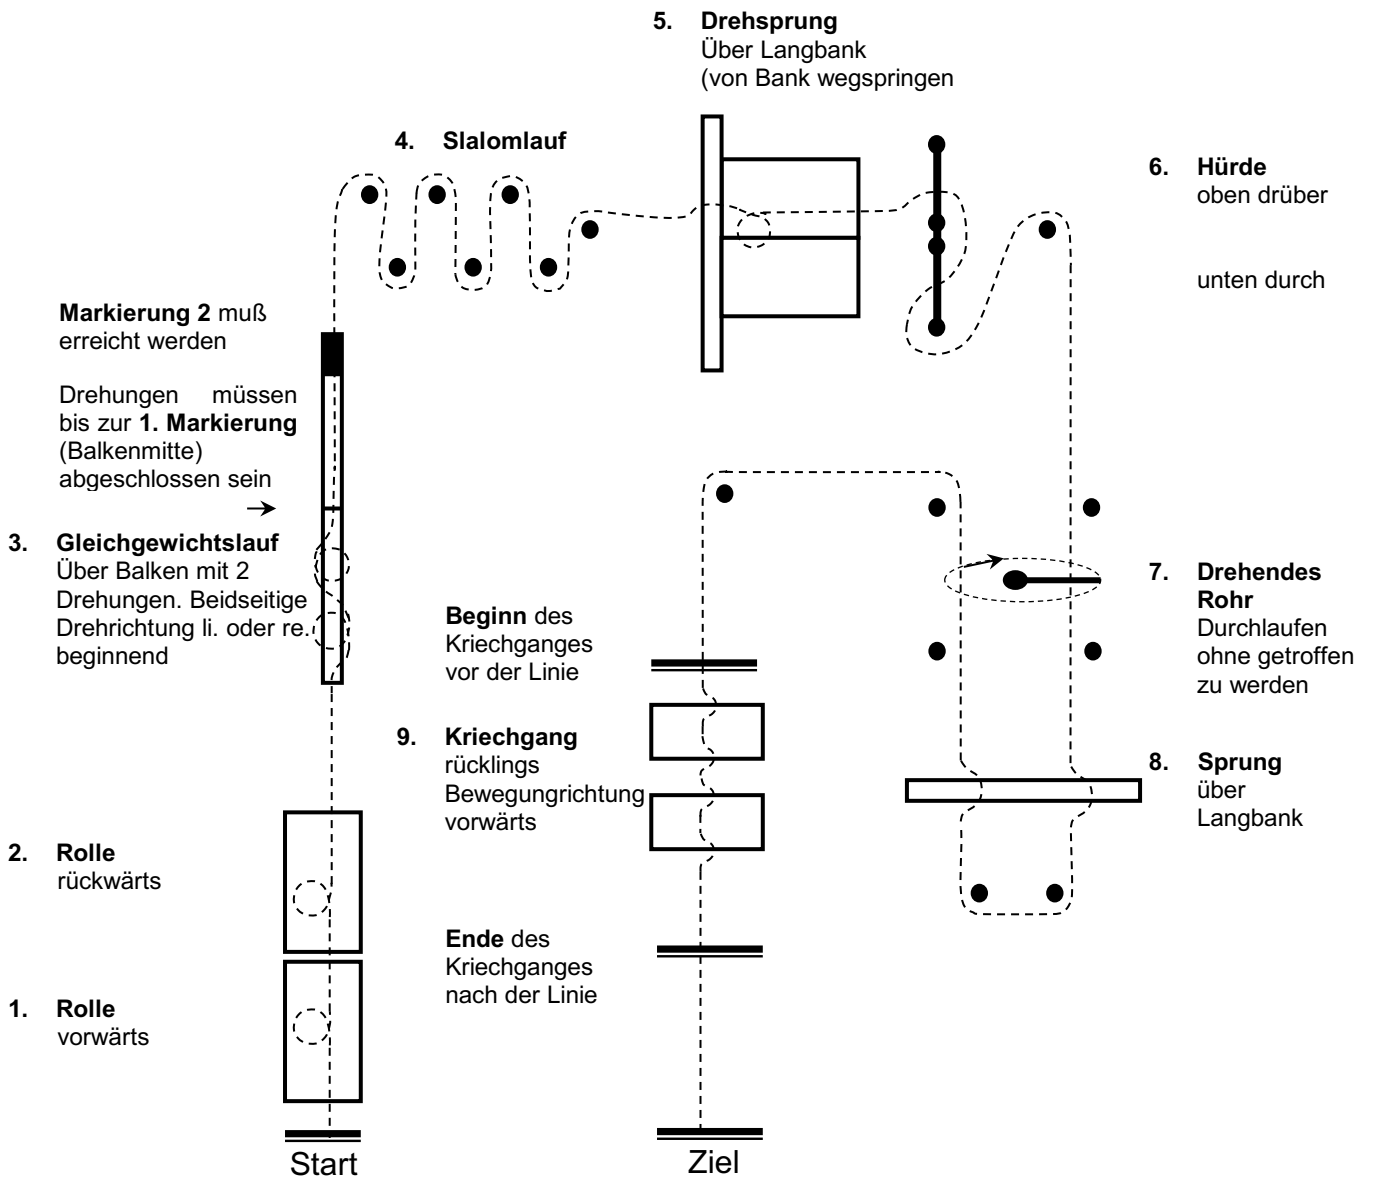 5. Drehsprung
Über Langbank
(von Bank wegspringen
4. Slalomlauf
6. Hürde
oben drüber
unten durch
Markierung 2 muß
erreicht werden
Drehungen müssen
bis zur 1. Markierung
(Balkenmitte)
abgeschlossen sein
3. Gleichgewichtslauf
Über Balken mit 2
Drehungen. Beidseitige
Drehrichtung li. oder re.
beginnend
7. Drehendes
Rohr
Durchlaufen
ohne getroffen
zu werden
Beginn des
Kriechganges
vor der Linie
9. Kriechgang
rücklings
Bewegungrichtung
vorwärts
8. Sprung
über
Langbank
2. Rolle
rückwärts
Ende des
Kriechganges
nach der Linie
1. Rolle
vorwärts
Start
Ziel